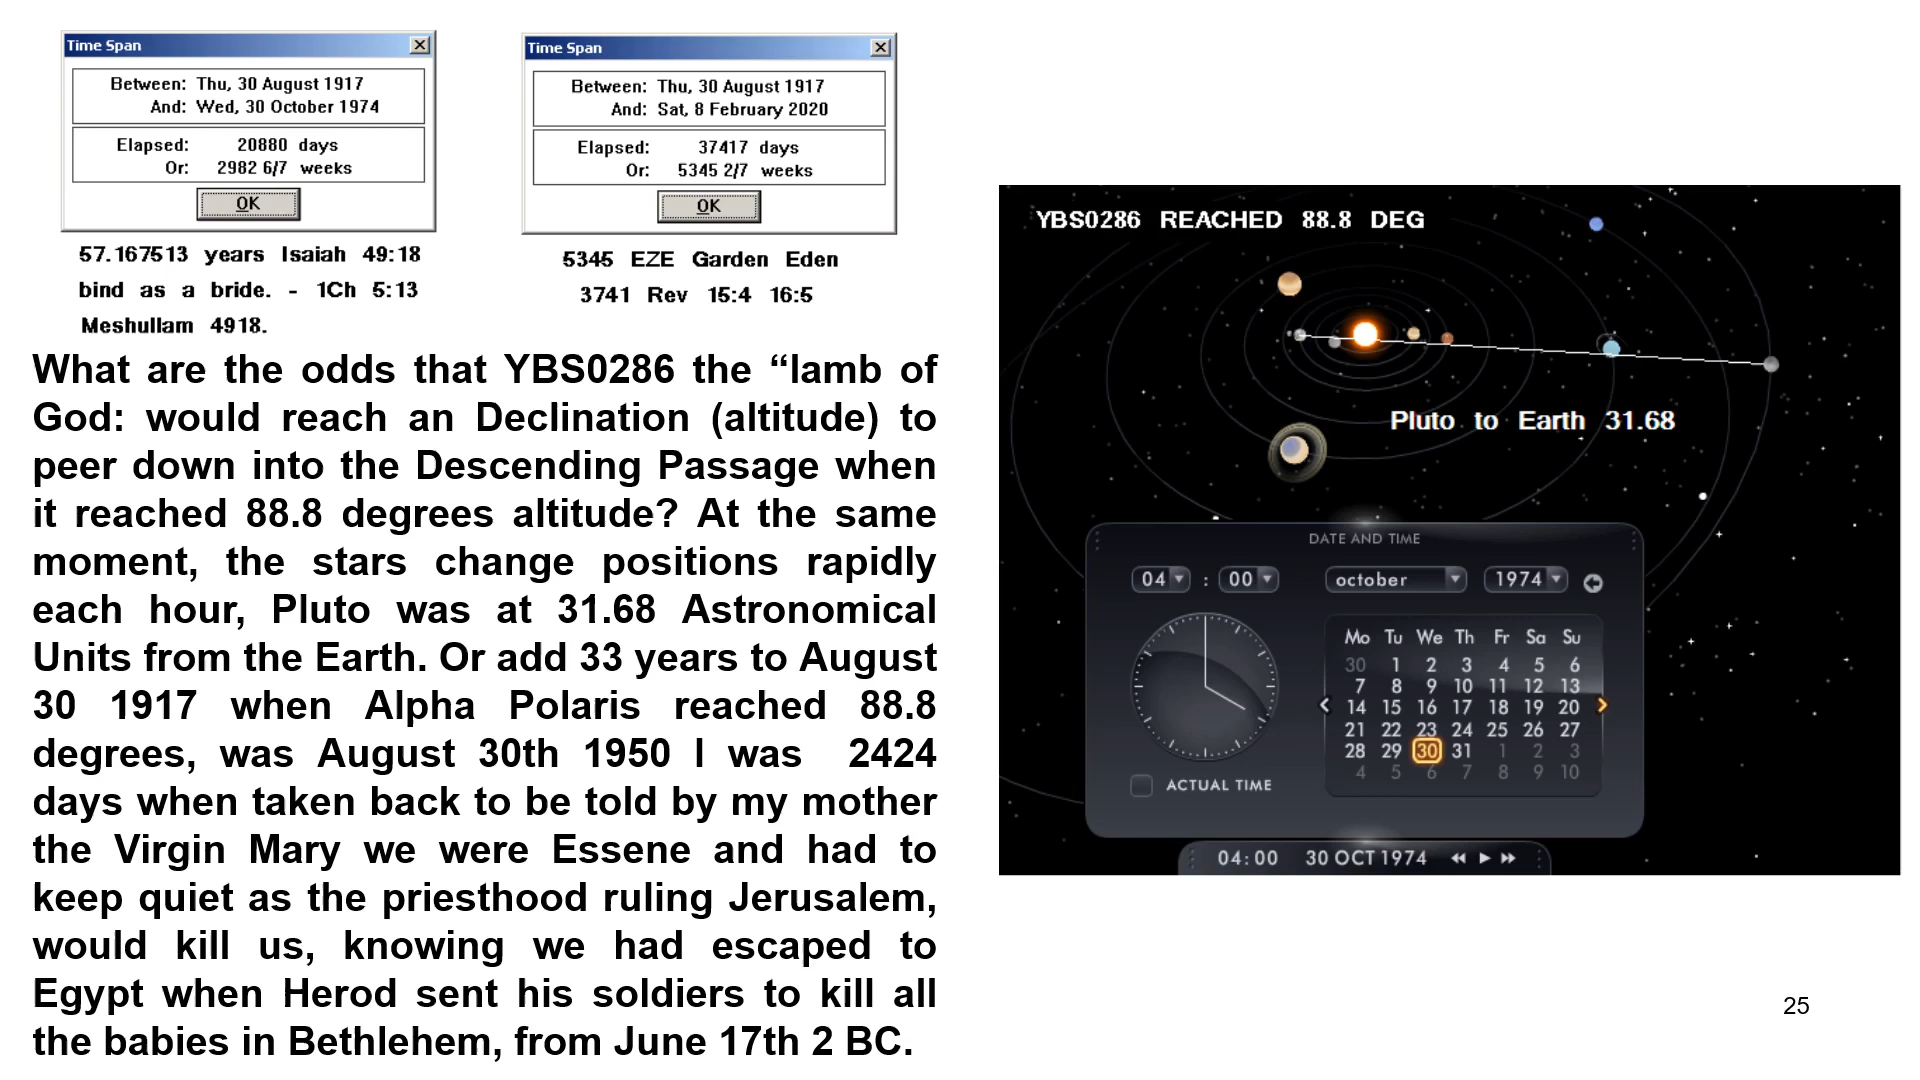 Time Span
Between: Thu, 30 August 1917
And: Wed, 30 October 1974
Elapsed: 20880 days
Or: 2982 6/7 weeks
OK
57.167513 years Isaiah 49:18
bind as a bride. - 1Ch 5:13
Meshullam 4918.
Time Span
Between: Thu, 30 August 1917
And: Sat, 8 February 2020
Elapsed: 37417 days
Or: 5345 2/7 weeks
OK
5345 EZE Garden Eden
3741 Rev 15:4 16:5
What are the odds that YBS0286 the “lamb of
God: would reach an Declination (altitude) to
peer down into the Descending Passage when
it reached 88.8 degrees altitude? At the same
moment, the stars change positions rapidly
each hour, Pluto was at 31.68 Astronomical
Units from the Earth. Or add 33 years to August
30 1917 when Alpha Polaris reached 88.8
degrees, was August 30th 1950 I was 2424
days when taken back to be told by my mother
the Virgin Mary we were Essene and had to
keep quiet as the priesthood ruling Jerusalem,
would kill us, knowing we had escaped to
Egypt when Herod sent his soldiers to kill all
the babies in Bethlehem, from June 17th 2 BC.
YBS0286 REACHED 88.8 DEG
Pluto to Earth 31.68
DATE AND TIME
04 : 00 october 1974
Mo Tu We Th Fr Sa Su
30 1 2 3 4 5 6
7 8 9 10 11 12 13
14 15 16 17 18 19 20
21 22 23 24 25 26 27
28 29 30 31 1 2 3
4 5 6 7 8 9 10
ACTUAL TIME
04:00 30 OCT 1974
25